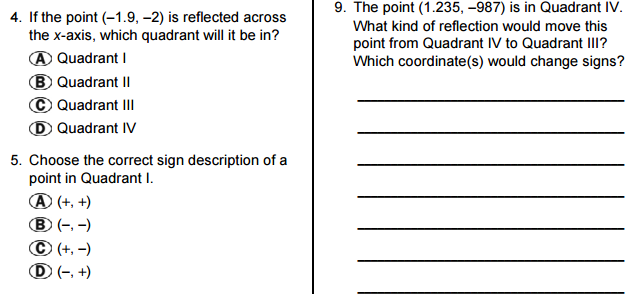 4. If the point (–1.9, –2) is reflected across
the x-axis, which quadrant will it be in?
A Quadrant I
B Quadrant II
C Quadrant III
D Quadrant IV
5. Choose the correct sign description of a
point in Quadrant I.
A (+, +)
B (–, –)
C (+, –)
D (–, +)
9. The point (1.235, –987) is in Quadrant IV.
What kind of reflection would move this
point from Quadrant IV to Quadrant III?
Which coordinate(s) would change signs?